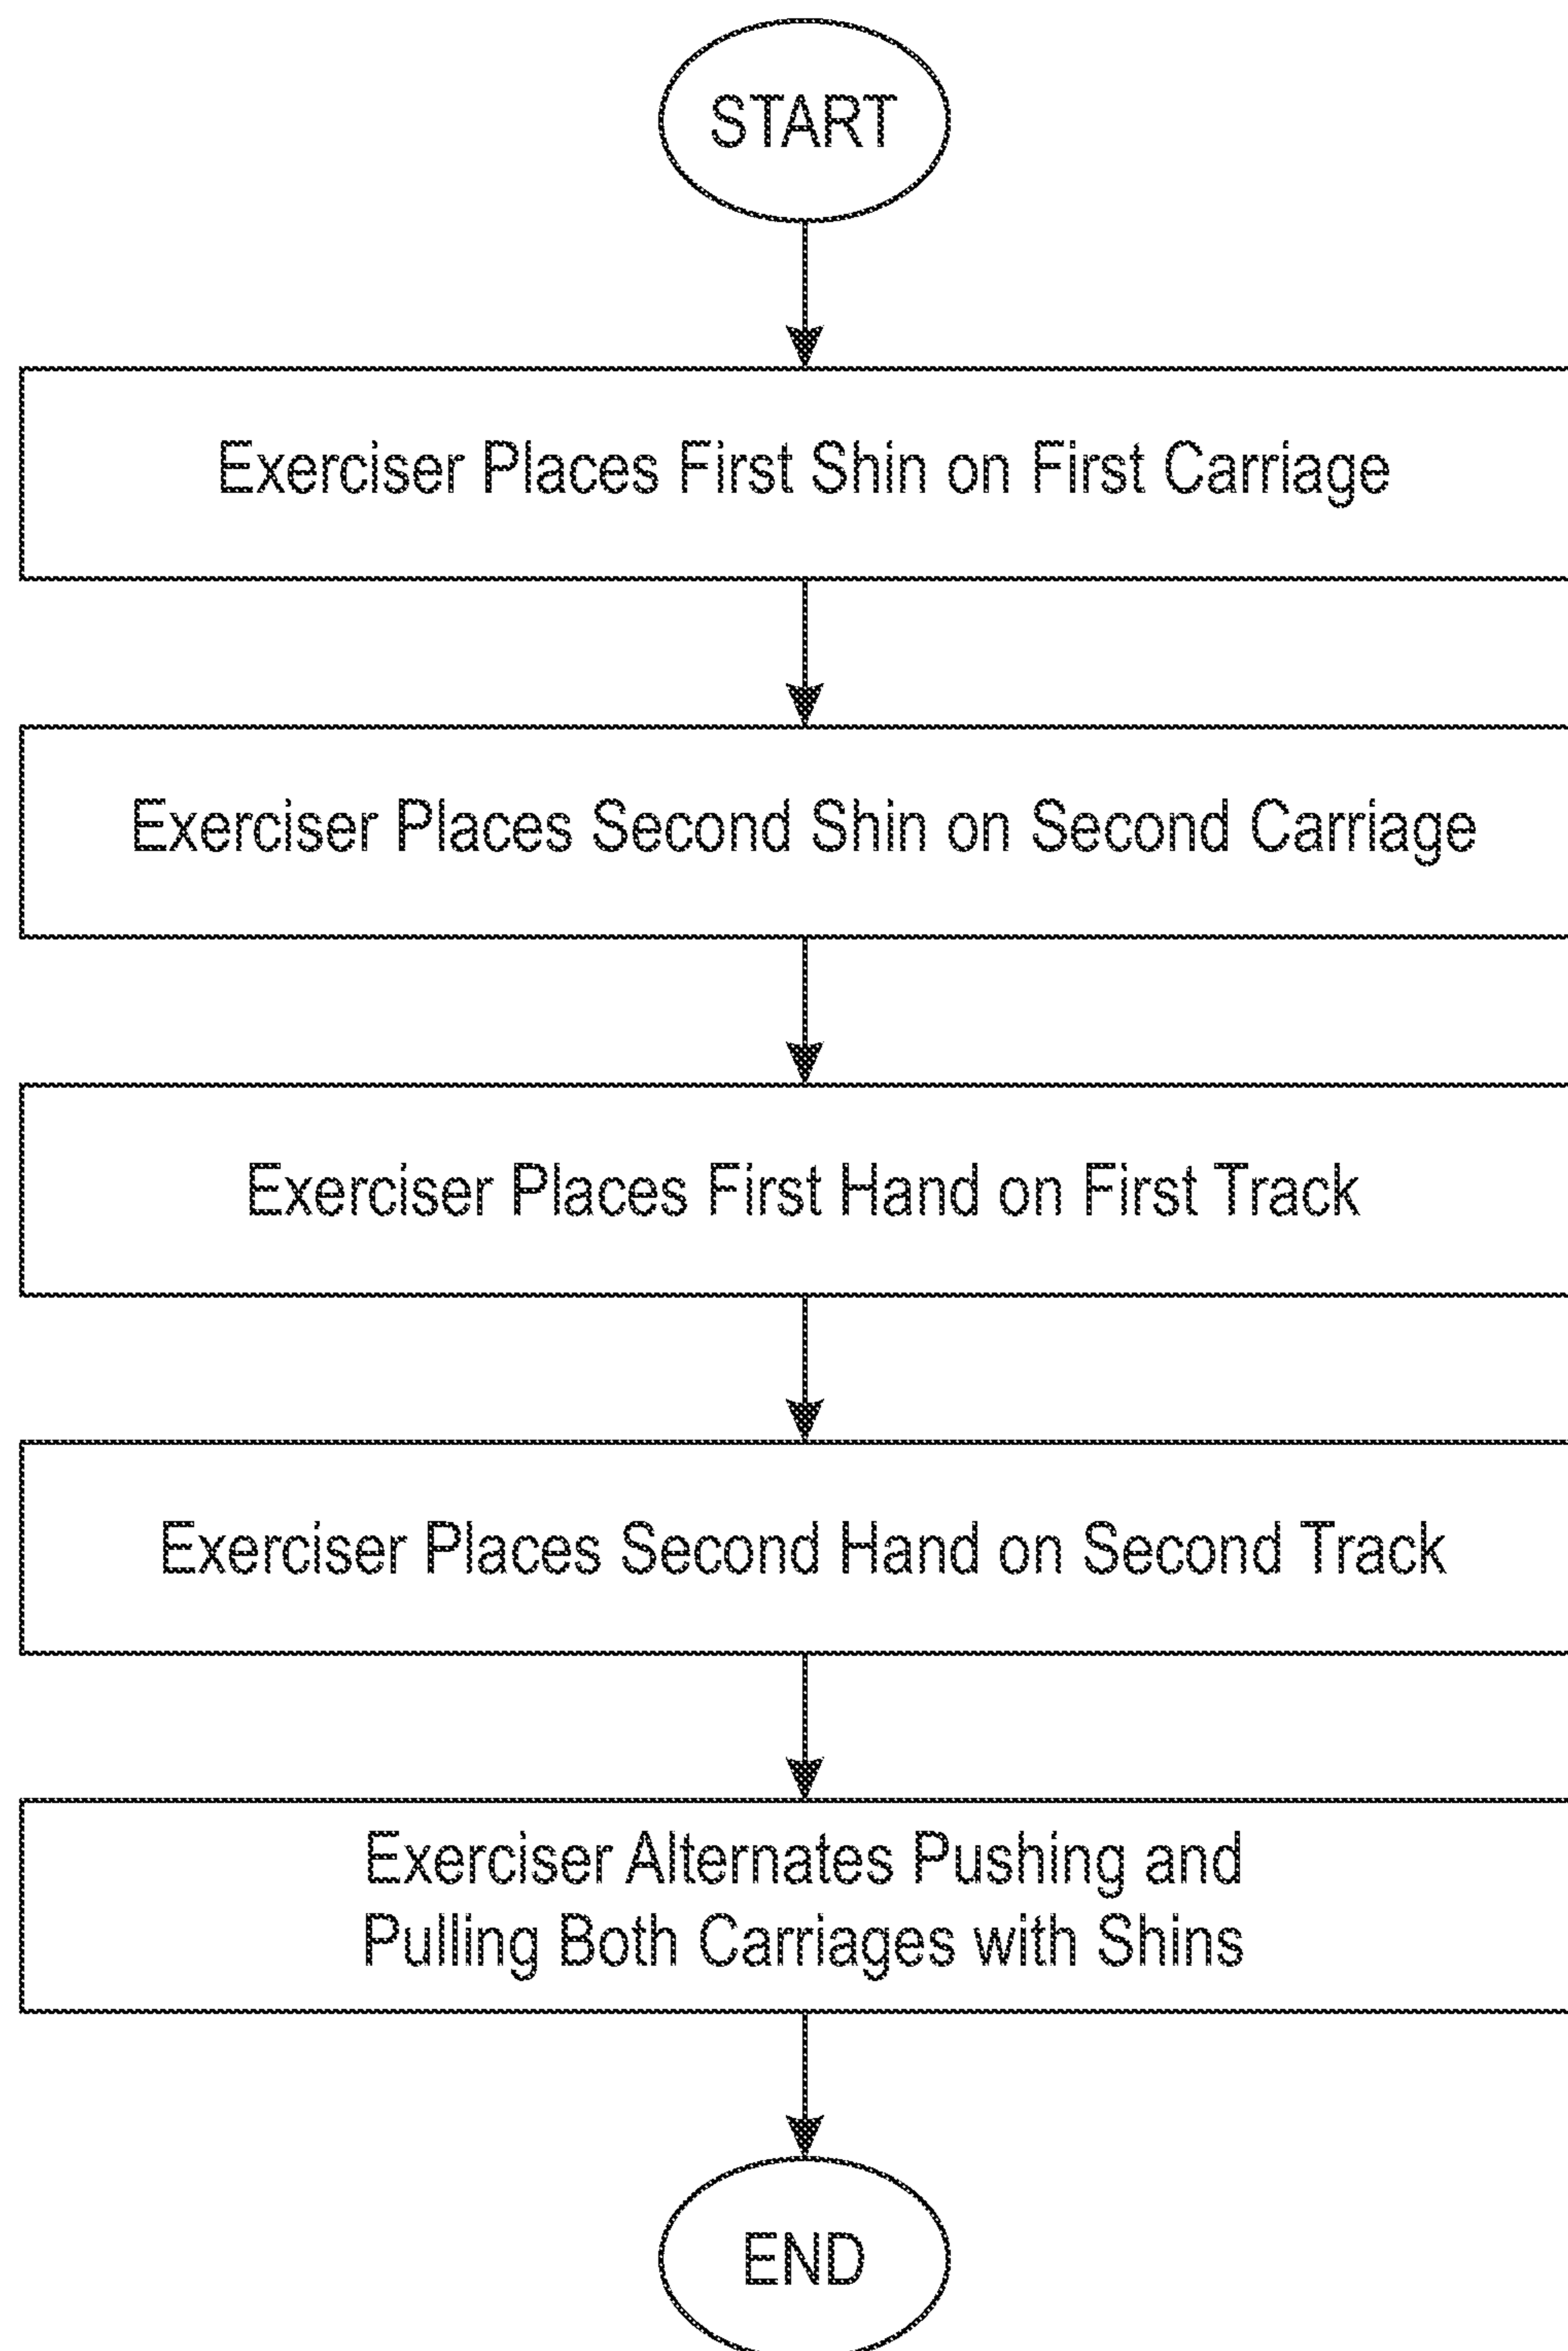 START
Exerciser Places First Shin on First Carriage
Exerciser Places Second Shin on Second Carriage
Exerciser Places First Hand on First Track
Exerciser Places Second Hand on Second Track
Exerciser Alternates Pushing and
Pulling Both Carriages with Shins
END